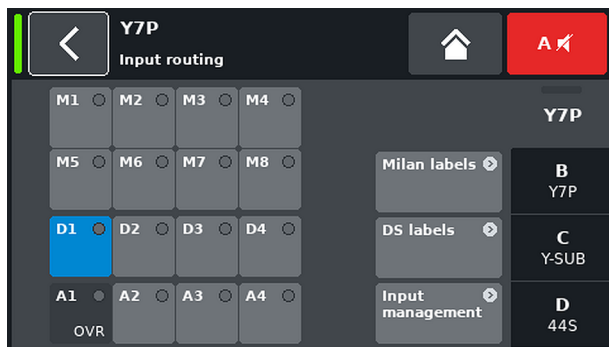 Y7P
Input routing
A
M1 M2 M3 M4
Y7P
M5 M6 M7 M8
Milan labels
B
Y7P
D1 D2 D3 D4
DS labels
C
Y-SUB
A1 A2 A3 A4
OVR
Input
management
D
44S